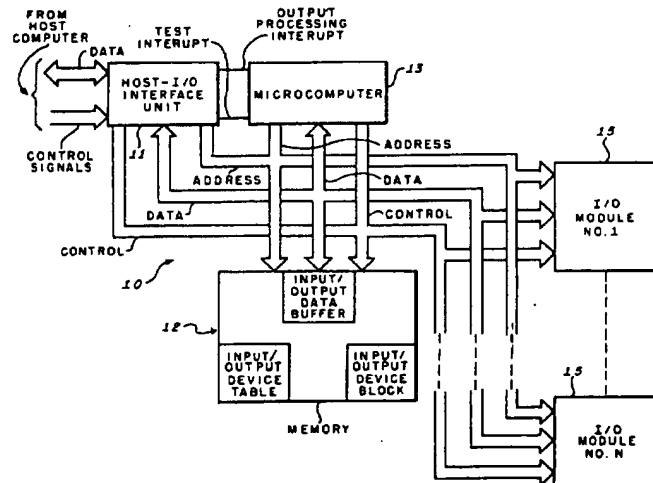 FROM
HOST
COMPUTER
DATA
CONTROL
SIGNALS
TEST
INTERUPT
OUTPUT
PROCESSING
INTERUPT
HOST-I/O
INTERFACE
UNIT
11
MICROCOMPUTER
13
ADDRESS
ADDRESS
DATA
DATA
CONTROL
CONTROL
10
15
I/O
MODULE
NO.1
12
INPUT/
OUTPUT
DATA
BUFFER
INPUT/
OUTPUT
DEVICE
TABLE
INPUT/
OUTPUT
DEVICE
BLOCK
MEMORY
15
I/O
MODULE
NO. N